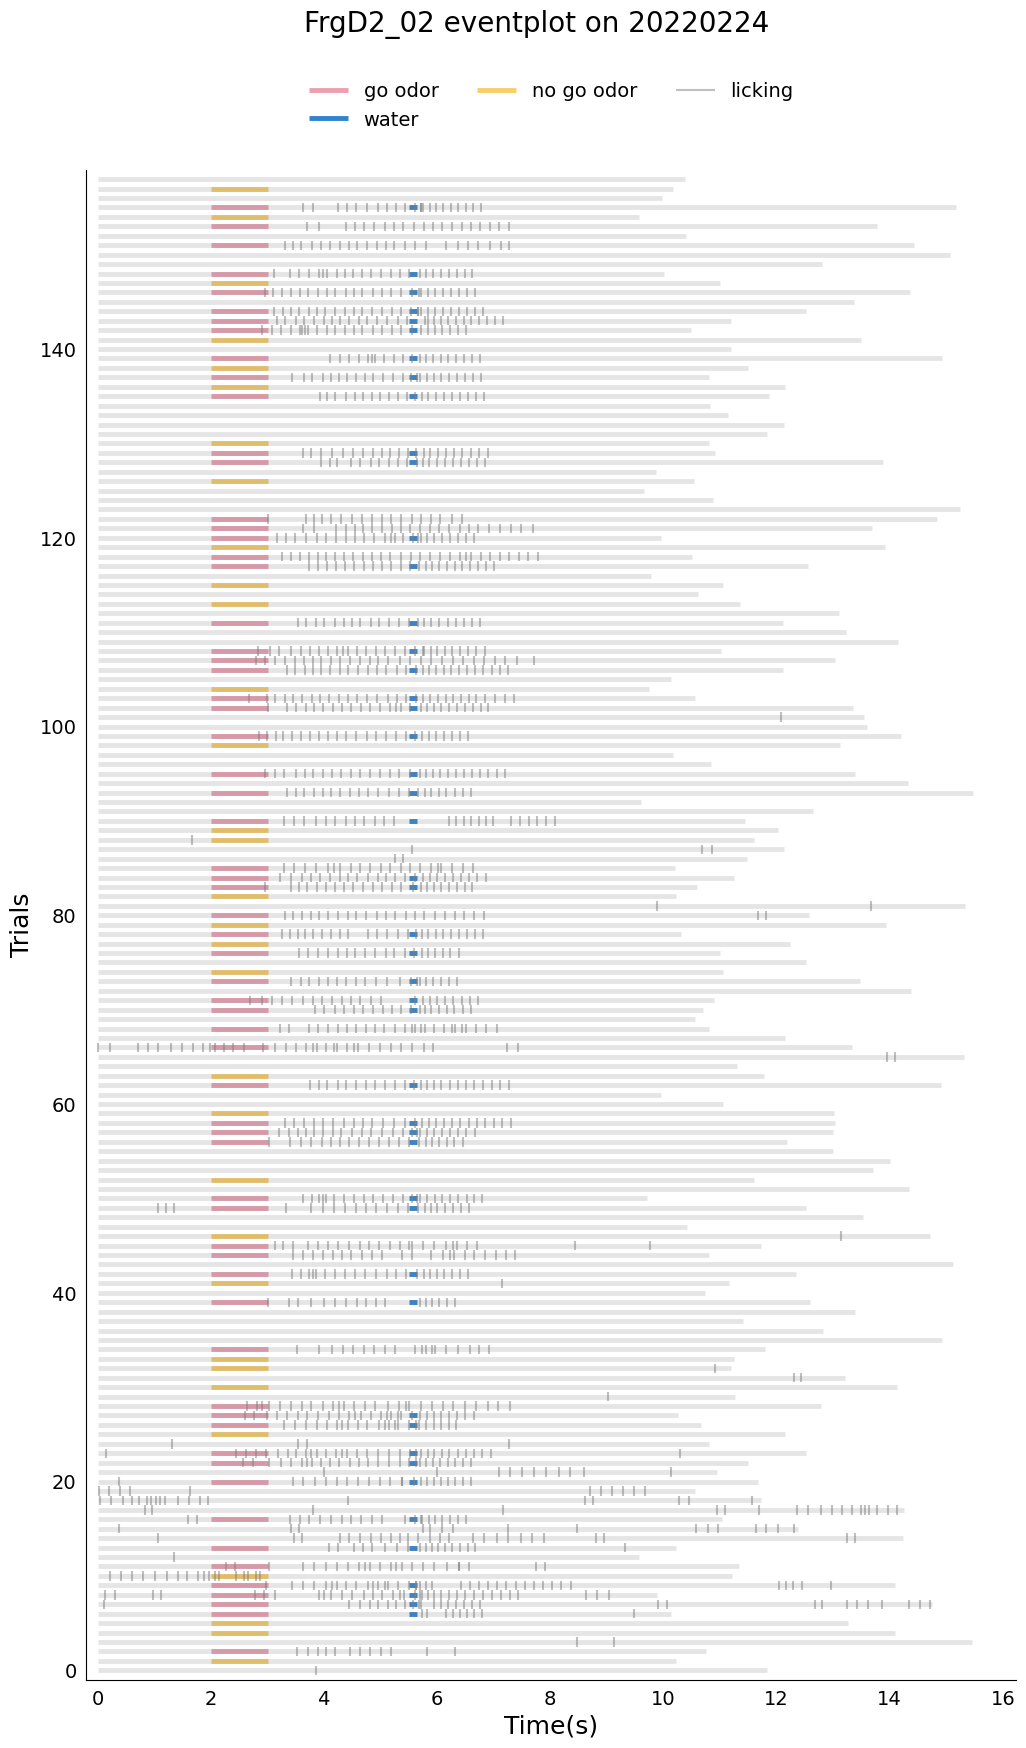 FrgD2_02 eventplot on 20220224
go odor
no go odor
licking
water
140
120
100
80
60
40
20
0
Trials
0 2 4 6 8 10 12 14 16
Time(s)